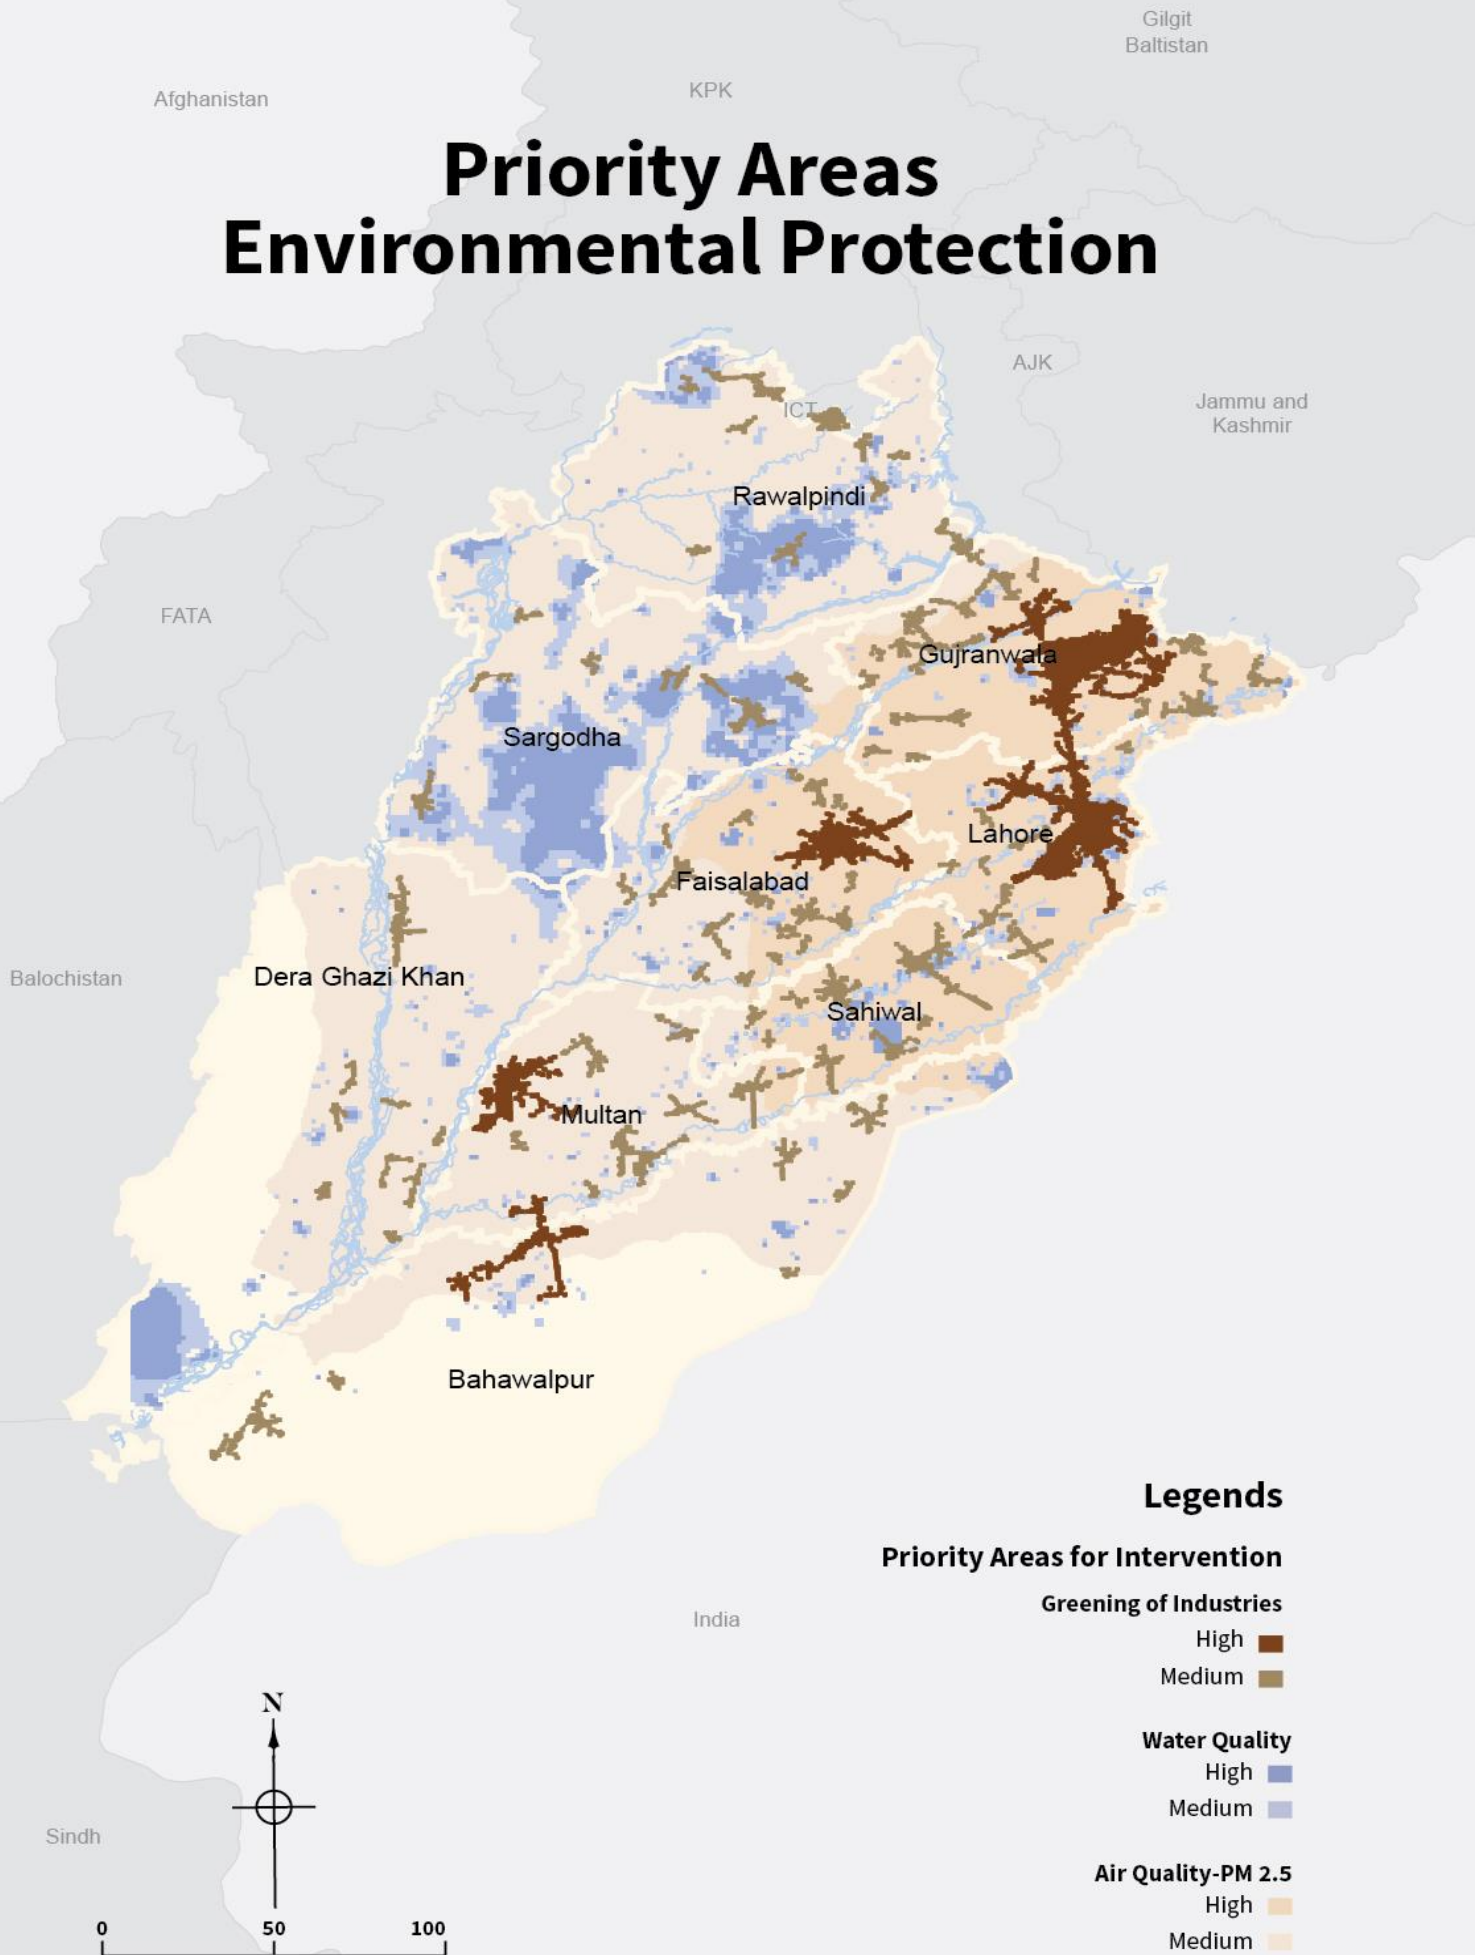 Gilgit
Baltistan
KPK
Afghanistan
Priority Areas
Environmental Protection
AJK
ICT
Jammu and
Kashmir
Rawalpindi
FATA
Gujranwala
Sargodha
Lahore
Faisalabad
Balochistan
Dera Ghazi Khan
Sahiwal
Multan
Bahawalpur
Legends
Priority Areas for Intervention
Greening of Industries
High
Medium
India
N
Water Quality
High
Medium
Sindh
Air Quality-PM 2.5
High
Medium
0 50 100